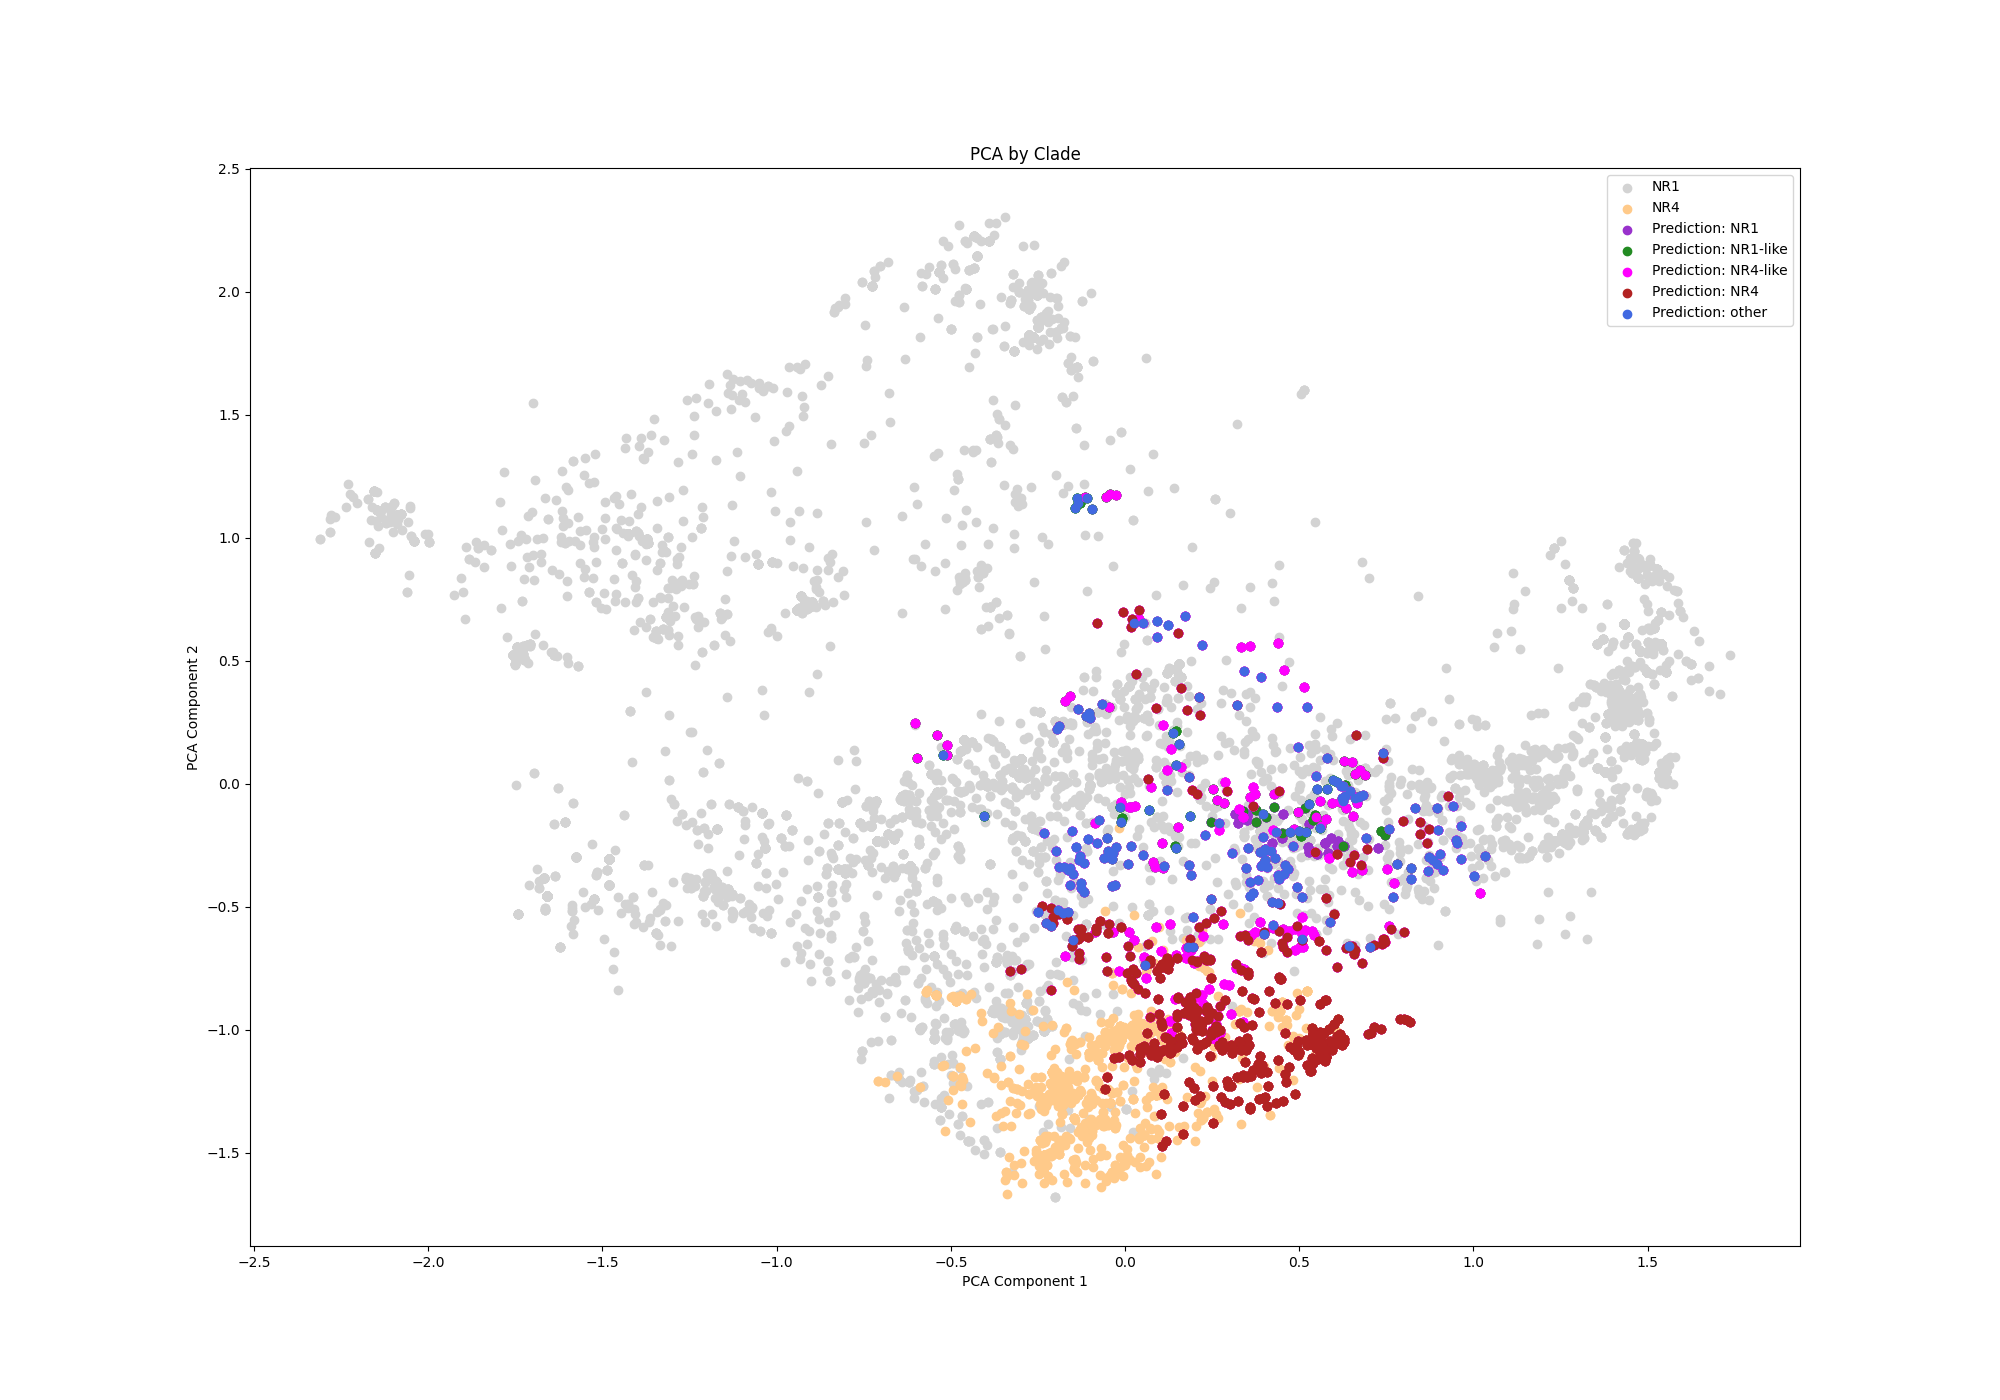 PCA by Clade
2.5
2.0
1.5
1.0
0.5
0.0
−0.5
−1.0
−1.5
PCA Component 2
NR1
NR4
Prediction: NR1
Prediction: NR1-like
Prediction: NR4-like
Prediction: NR4
Prediction: other
−2.5 −2.0 −1.5 −1.0 −0.5 0.0 0.5 1.0 1.5
PCA Component 1